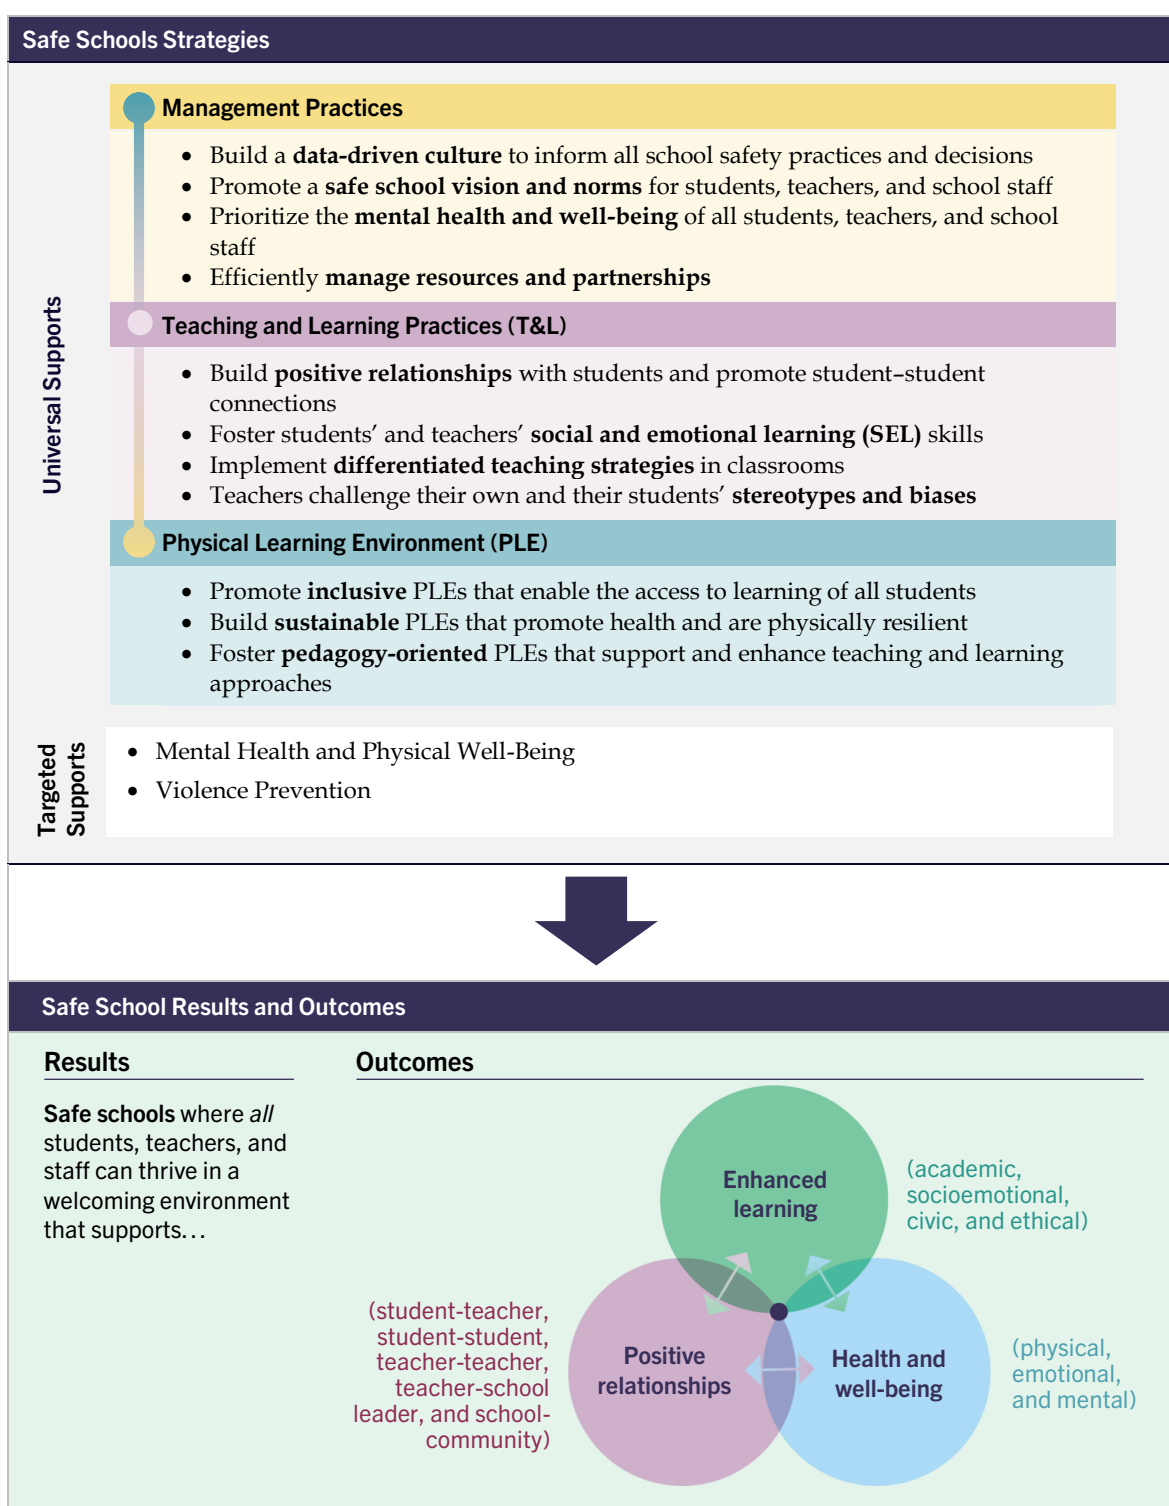 Safe Schools Strategies
Universal Supports
Management Practices
• Build a data-driven culture to inform all school safety practices and decisions
• Promote a safe school vision and norms for students, teachers, and school staff
• Prioritize the mental health and well-being of all students, teachers, and school
staff
• Efficiently manage resources and partnerships
Teaching and Learning Practices (T&L)
• Build positive relationships with students and promote student–student
connections
• Foster students’ and teachers’ social and emotional learning (SEL) skills
• Implement differentiated teaching strategies in classrooms
• Teachers challenge their own and their students’ stereotypes and biases
Physical Learning Environment (PLE)
• Promote inclusive PLEs that enable the access to learning of all students
• Build sustainable PLEs that promote health and are physically resilient
• Foster pedagogy-oriented PLEs that support and enhance teaching and learning
approaches
Targeted
Supports
• Mental Health and Physical Well-Being
• Violence Prevention
Safe School Results and Outcomes
Results
Safe schools where all
students, teachers, and
staff can thrive in a
welcoming environment
that supports…
Outcomes
Enhanced
learning
(academic,
socioemotional,
civic, and ethical)
(student-teacher,
student-student,
teacher-teacher,
teacher-school
leader, and school-
community)
Positive
relationships
Health and
well-being
(physical,
emotional,
and mental)